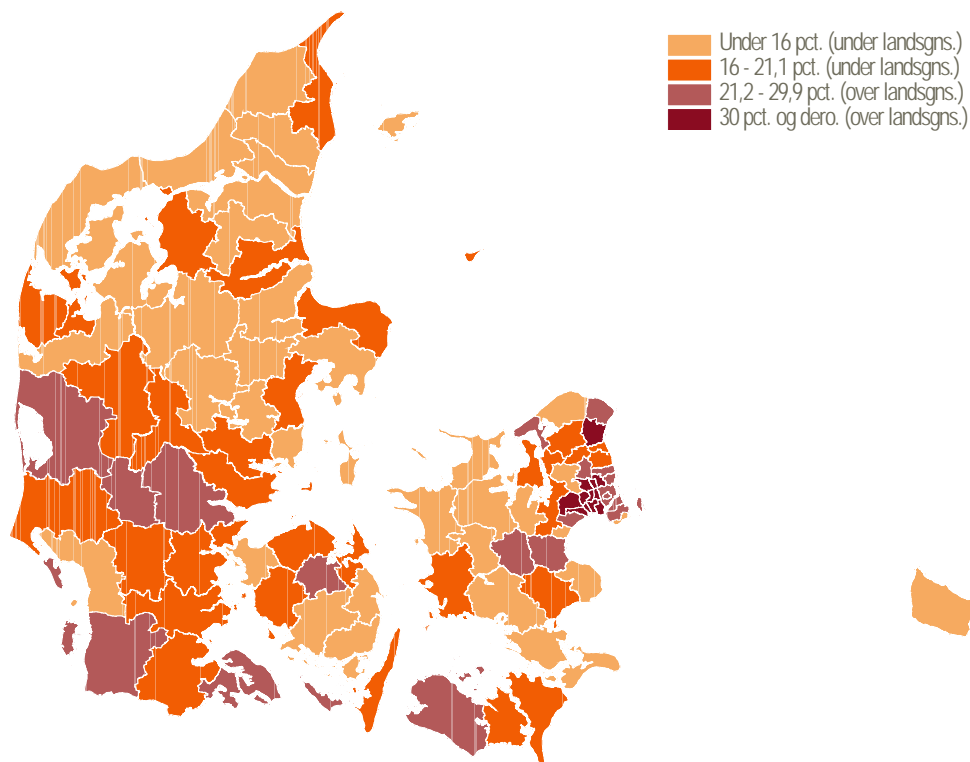 Under 16 pct. (under landsgns.)
16 - 21,1 pct. (under landsgns.)
21,2 - 29,9 pct. (over landsgns.)
30 pct. og dero. (over landsgns.)